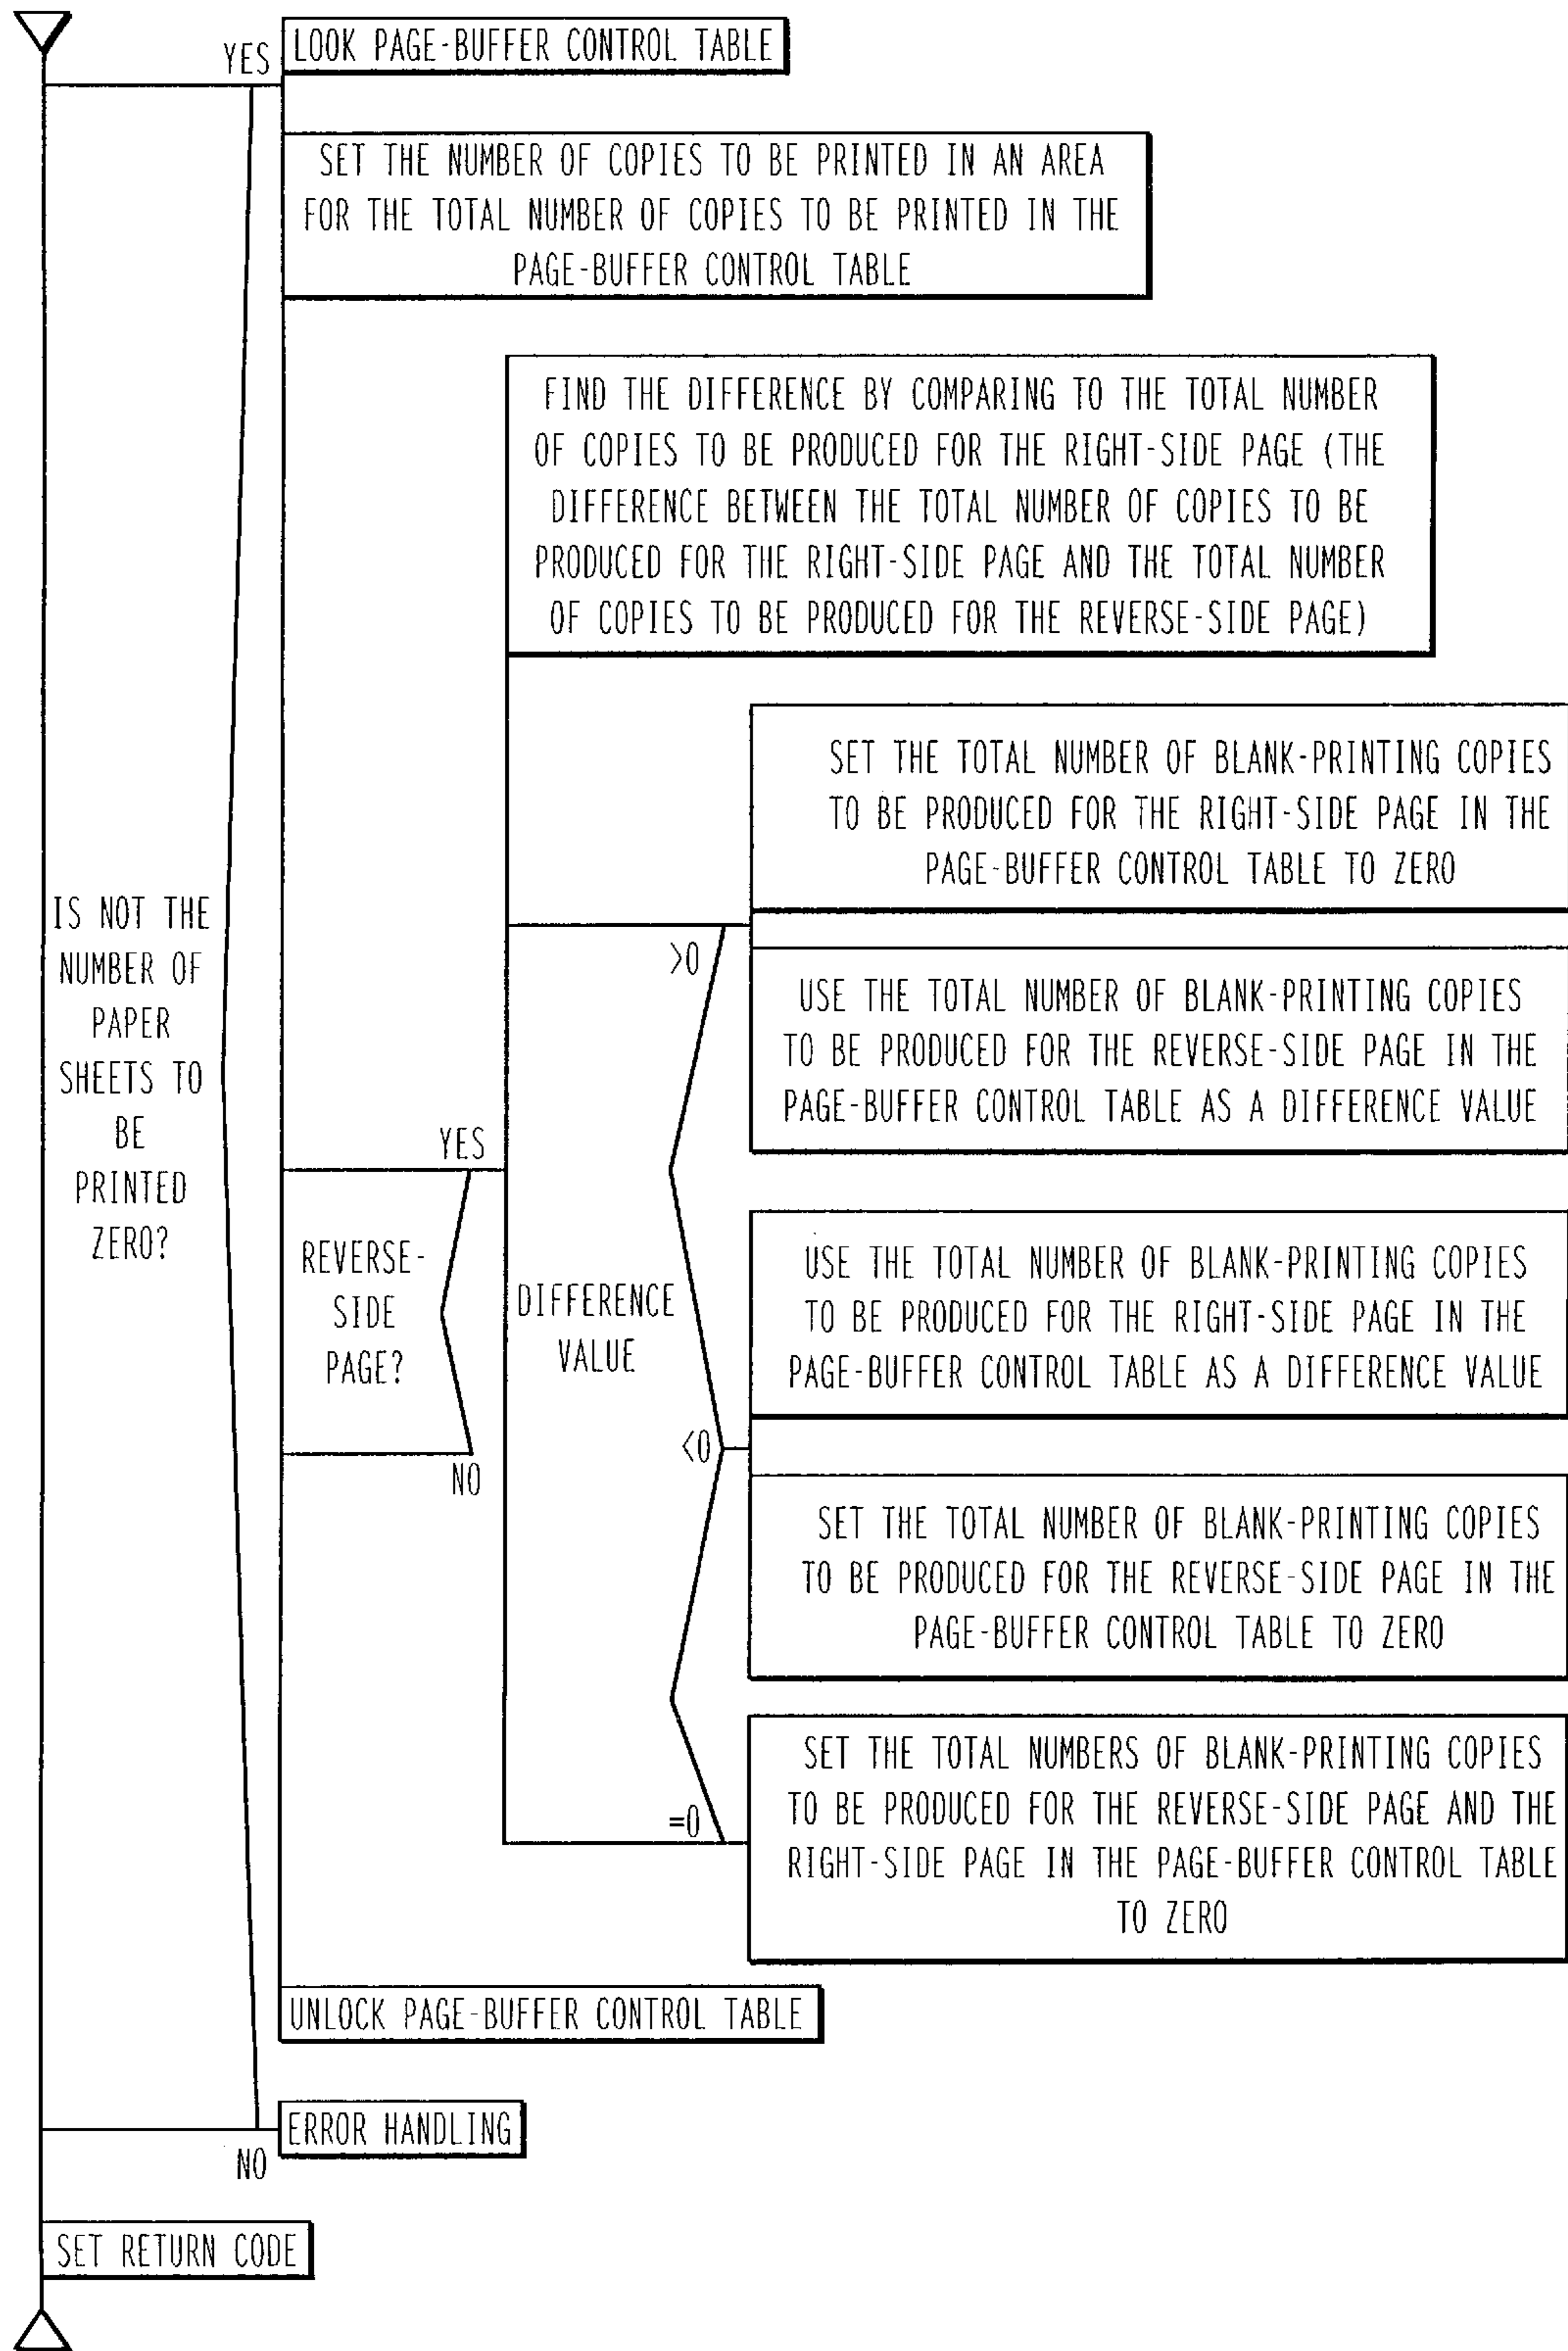 YES
LOOK PAGE-BUFFER CONTROL TABLE
SET THE NUMBER OF COPIES TO BE PRINTED IN AN AREA
FOR THE TOTAL NUMBER OF COPIES TO BE PRINTED IN THE
PAGE-BUFFER CONTROL TABLE
FIND THE DIFFERENCE BY COMPARING TO THE TOTAL NUMBER
OF COPIES TO BE PRODUCED FOR THE RIGHT-SIDE PAGE (THE
DIFFERENCE BETWEEN THE TOTAL NUMBER OF COPIES TO BE
PRODUCED FOR THE RIGHT-SIDE PAGE AND THE TOTAL NUMBER
OF COPIES TO BE PRODUCED FOR THE REVERSE-SIDE PAGE)
SET THE TOTAL NUMBER OF BLANK-PRINTING COPIES
TO BE PRODUCED FOR THE RIGHT-SIDE PAGE IN THE
PAGE-BUFFER CONTROL TABLE TO ZERO
IS NOT THE
NUMBER OF
PAPER
SHEETS TO
BE
PRINTED
ZERO?
>0
USE THE TOTAL NUMBER OF BLANK-PRINTING COPIES
TO BE PRODUCED FOR THE REVERSE-SIDE PAGE IN THE
PAGE-BUFFER CONTROL TABLE AS A DIFFERENCE VALUE
YES
REVERSE-
SIDE
PAGE?
NO
DIFFERENCE
VALUE
USE THE TOTAL NUMBER OF BLANK-PRINTING COPIES
TO BE PRODUCED FOR THE RIGHT-SIDE PAGE IN THE
PAGE-BUFFER CONTROL TABLE AS A DIFFERENCE VALUE
<0
SET THE TOTAL NUMBER OF BLANK-PRINTING COPIES
TO BE PRODUCED FOR THE REVERSE-SIDE PAGE IN THE
PAGE-BUFFER CONTROL TABLE TO ZERO
=0
SET THE TOTAL NUMBERS OF BLANK-PRINTING COPIES
TO BE PRODUCED FOR THE REVERSE-SIDE PAGE AND THE
RIGHT-SIDE PAGE IN THE PAGE-BUFFER CONTROL TABLE
TO ZERO
UNLOCK PAGE-BUFFER CONTROL TABLE
ERROR HANDLING
NO
SET RETURN CODE